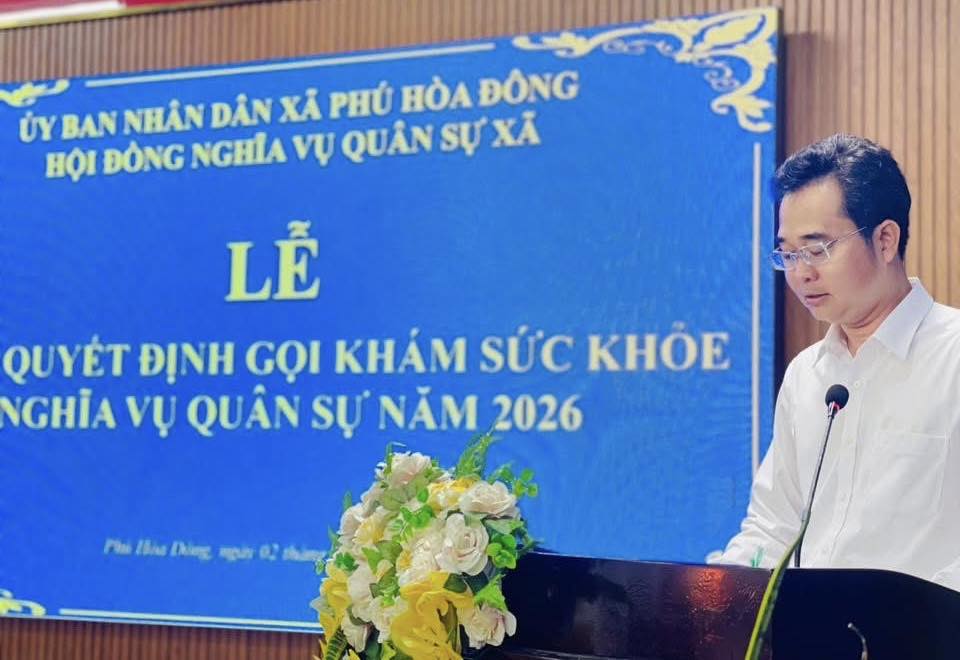 ỦY BAN NHÂN DÂN XÃ PHÚ HÒA ĐÔNG
HỘI ĐỒNG NGHĨA VỤ QUÂN SỰ XÃ
LỄ
QUYẾT ĐỊNH GỌI KHÁM SỨC KHỎE
NGHĨA VỤ QUÂN SỰ NĂM 2026
Phú Hòa Đông, ngày 02 tháng